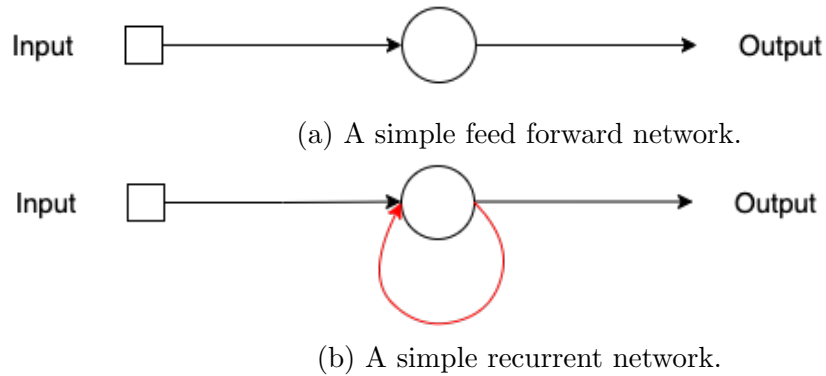 Input Output
(a) A simple feed forward network.
Input Output
(b) A simple recurrent network.